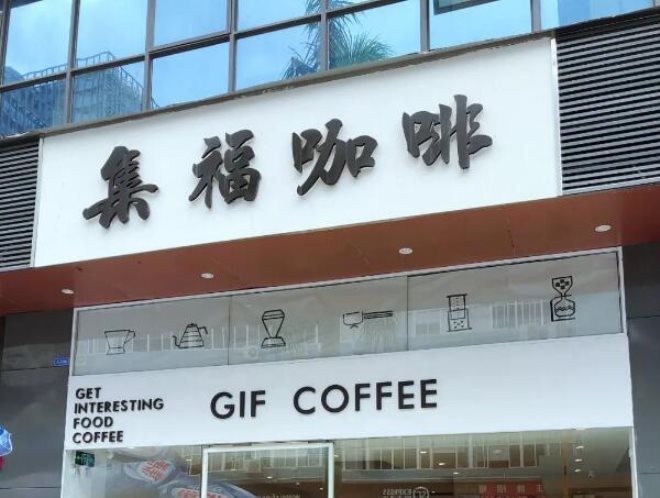 集福咖啡
GET
INTERESTING
FOOD
COFFEE
GIF COFFEE